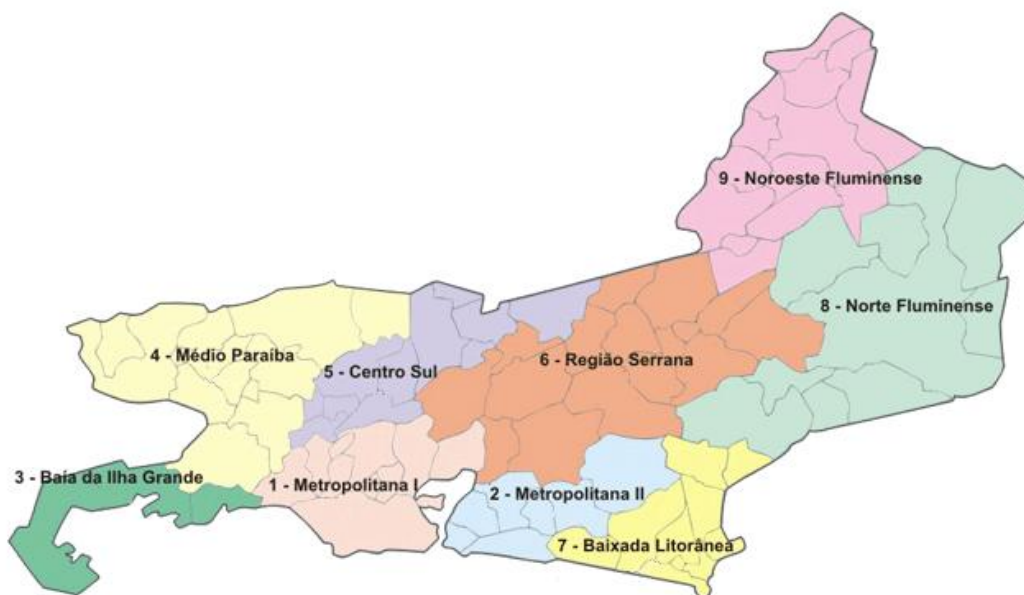 9 - Noroeste Fluminense
8 - Norte Fluminense
4 - Médio Paraíba
6 - Região Serrana
5 - Centro Sul
3 - Baía da Ilha Grande
1 - Metropolitana I
2 - Metropolitana II
7 - Baixada Litorânea